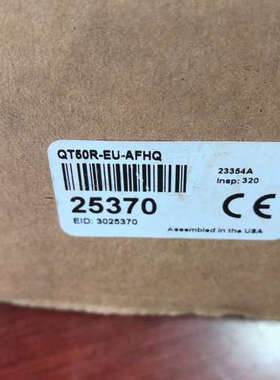 QT50R-EU-AFHQ
23354A
Insp: 320
25370
CE
EID: 3025370
Assembled in the USA